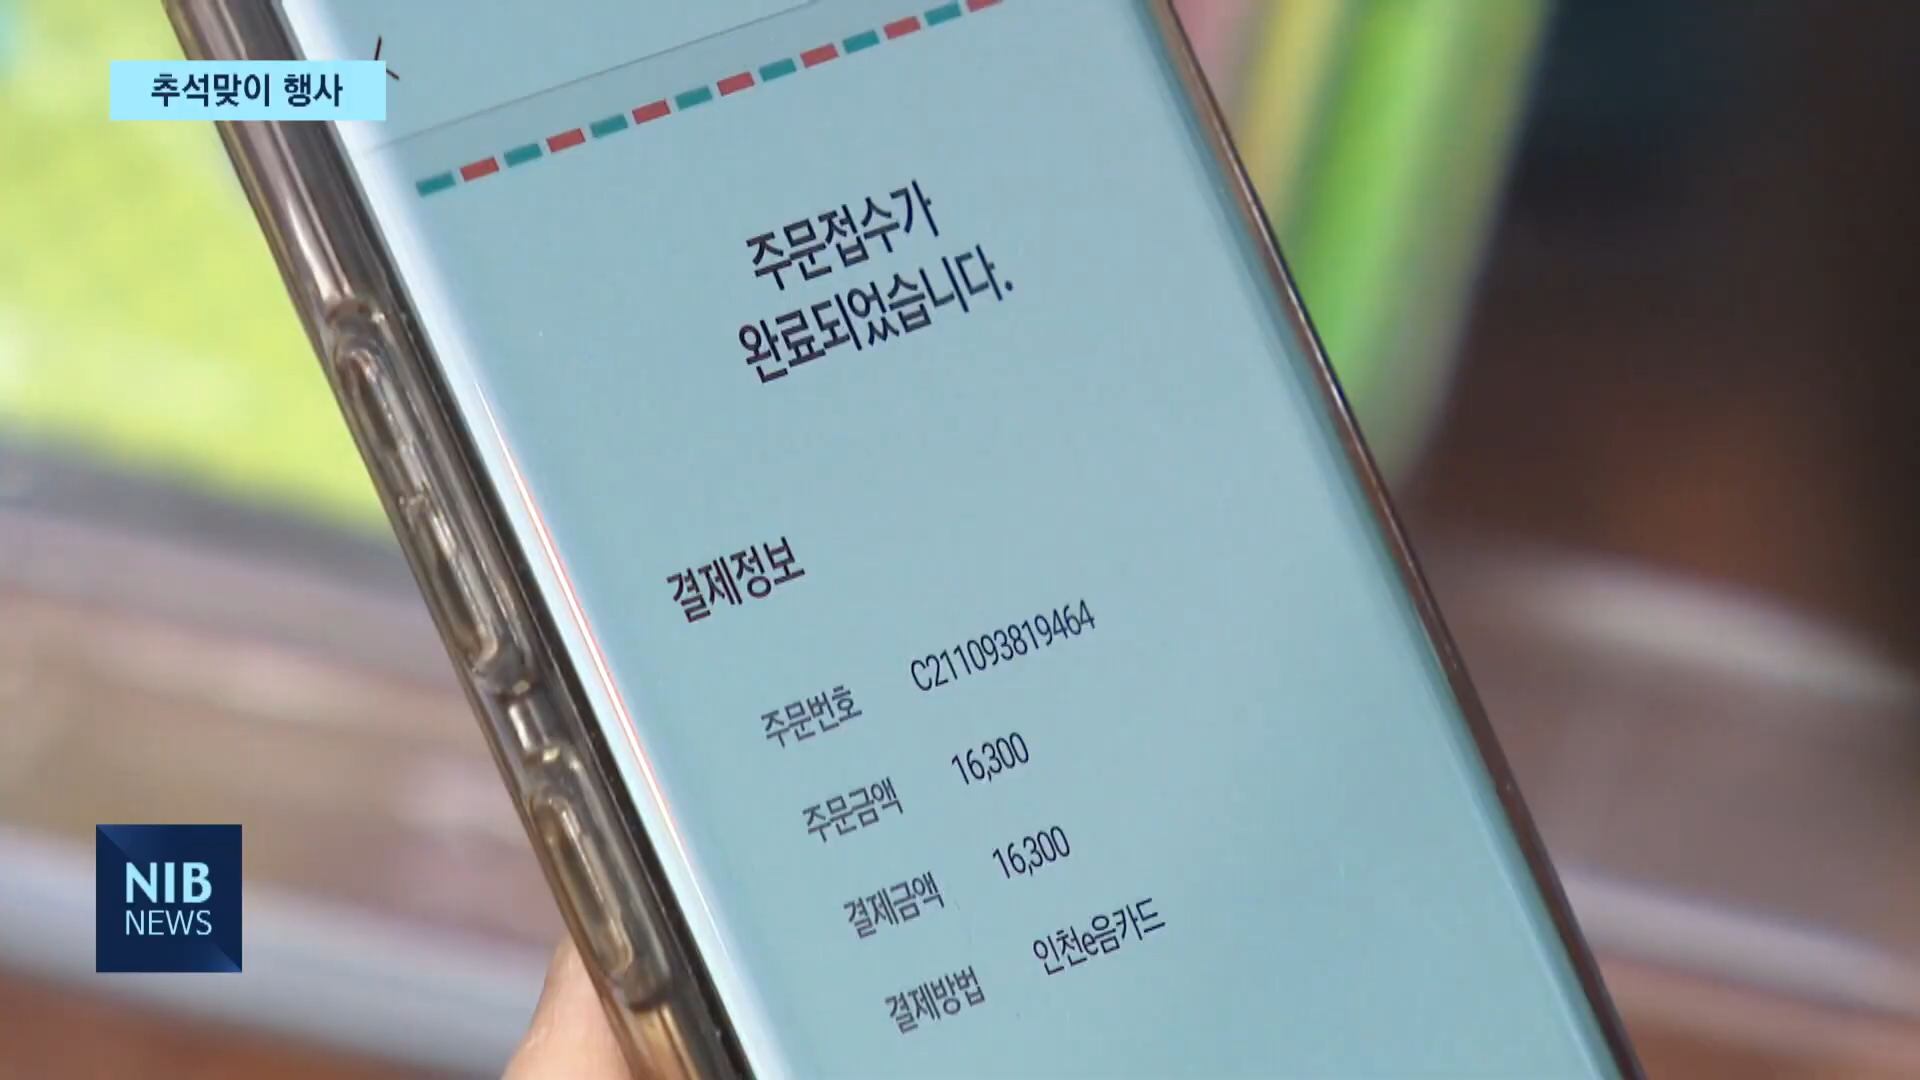 추석맞이 행사
주문접수가
완료되었습니다.
결제정보
주문번호 C211093819464
주문금액 16,300
결제금액 16,300
결제방법 인천e음카드
NIB
NEWS